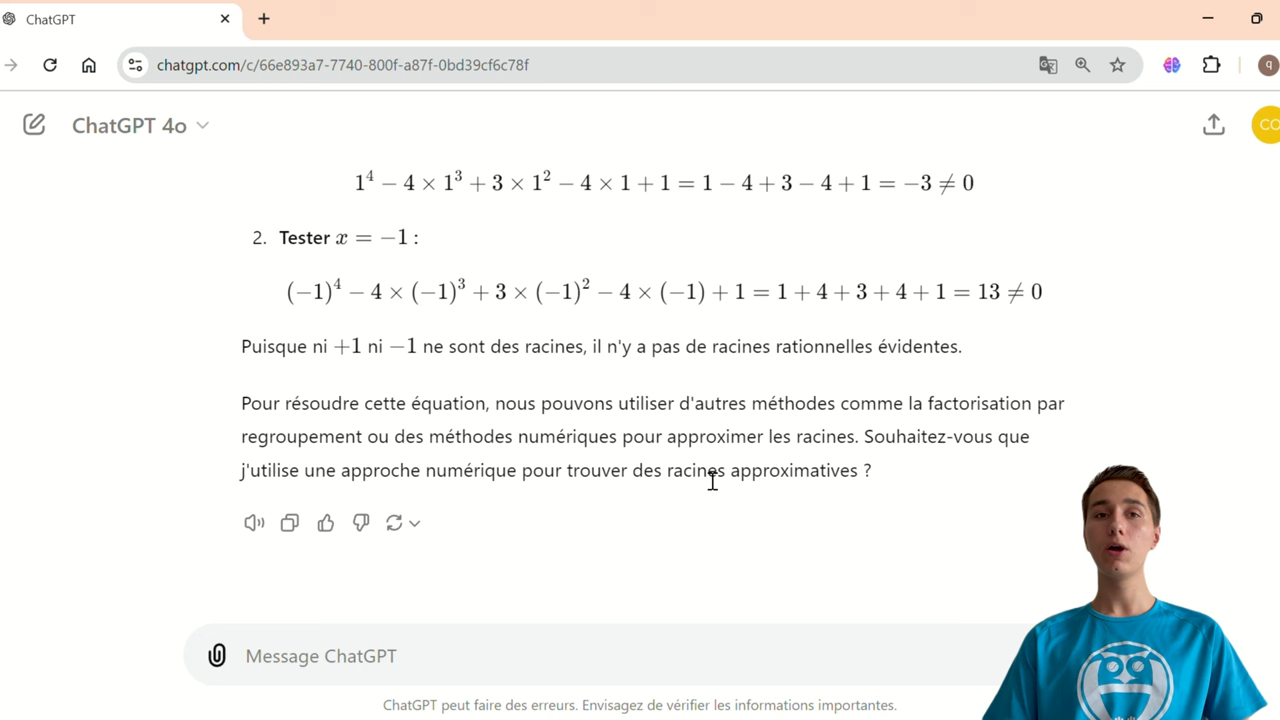 ChatGPT
chatgpt.com/c/66e893a7-7740-800f-a87f-0bd39cf6c78f
q
ChatGPT 4o
CO
1⁴ − 4 × 1³ + 3 × 1² − 4 × 1 + 1 = 1 − 4 + 3 − 4 + 1 = −3 ≠ 0
2. Tester x = −1 :
(−1)⁴ − 4 × (−1)³ + 3 × (−1)² − 4 × (−1) + 1 = 1 + 4 + 3 + 4 + 1 = 13 ≠ 0
Puisque ni +1 ni −1 ne sont des racines, il n'y a pas de racines rationnelles évidentes.
Pour résoudre cette équation, nous pouvons utiliser d'autres méthodes comme la factorisation par
regroupement ou des méthodes numériques pour approximer les racines. Souhaitez-vous que
j'utilise une approche numérique pour trouver des racines approximatives ?
Message ChatGPT
ChatGPT peut faire des erreurs. Envisagez de vérifier les informations importantes.